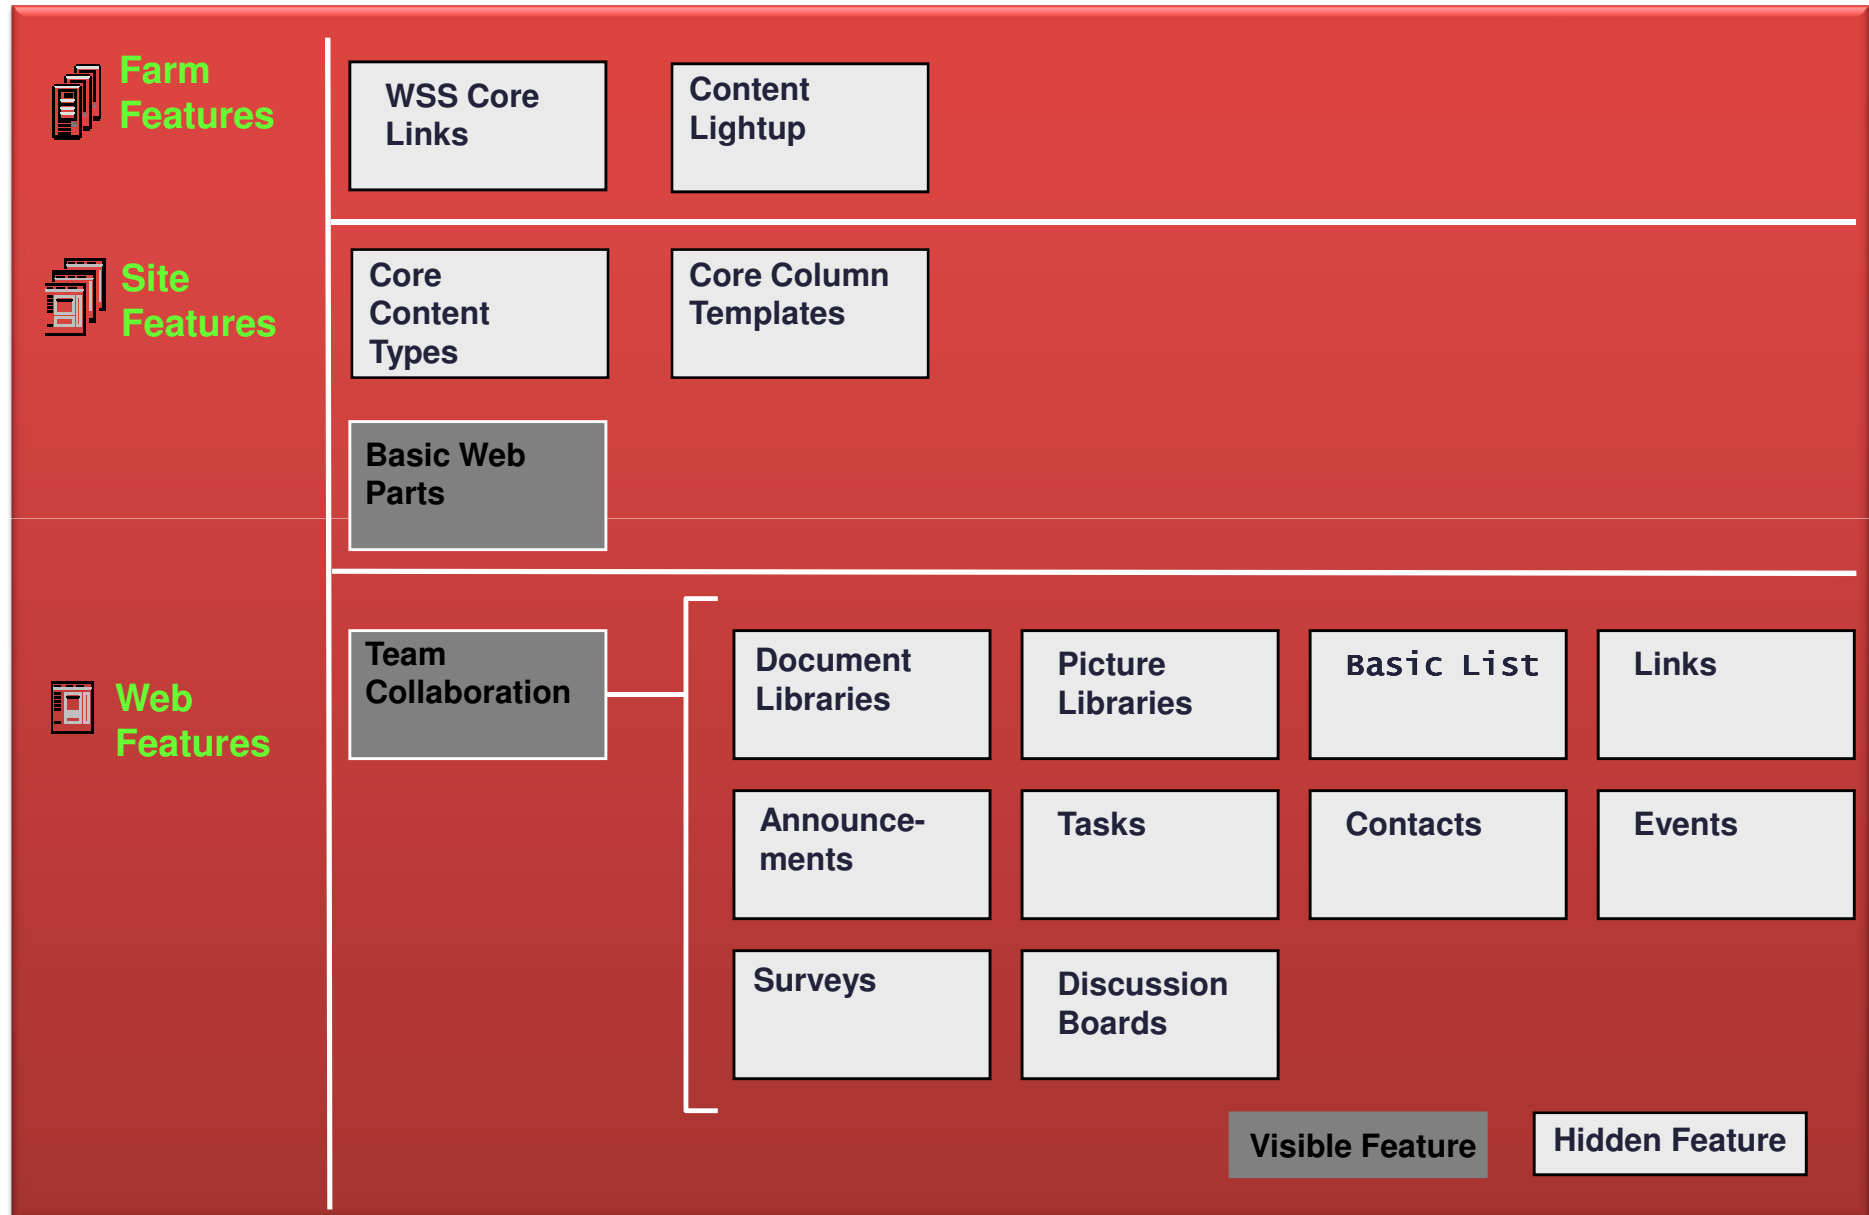 Farm
Features
WSS Core
Links
Content
Lightup
Site
Features
Core
Content
Types
Core Column
Templates
Basic Web
Parts
Web
Features
Team
Collaboration
Document
Libraries
Picture
Libraries
Basic List
Links
Announce-
ments
Tasks
Contacts
Events
Surveys
Discussion
Boards
Visible Feature
Hidden Feature